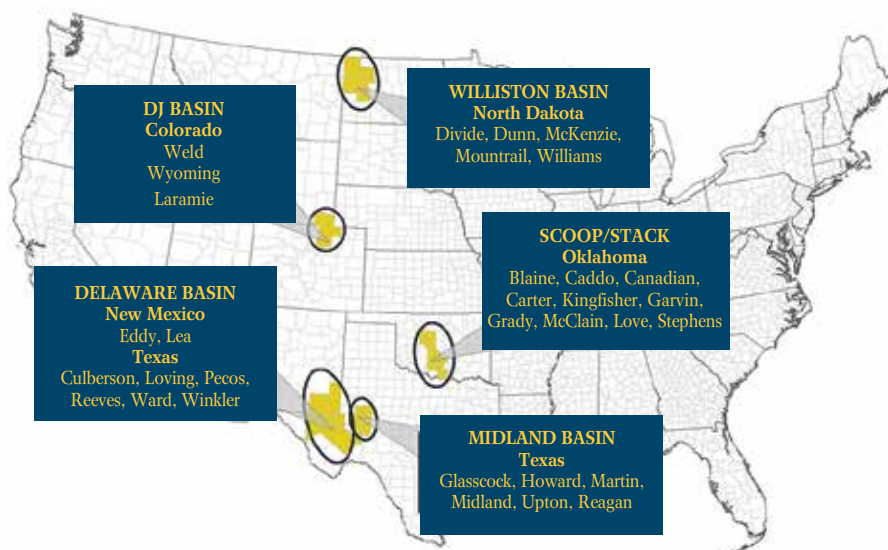 WILLISTON BASIN
North Dakota
Divide, Dunn, McKenzie,
Mountrail, Williams
DJ BASIN
Colorado
Weld
Wyoming
Laramie
SCOOP/STACK
Oklahoma
Blaine, Caddo, Canadian,
Carter, Kingfisher, Garvin,
Grady, McClain, Love, Stephens
DELAWARE BASIN
New Mexico
Eddy, Lea
Texas
Culberson, Loving, Pecos,
Reeves, Ward, Winkler
MIDLAND BASIN
Texas
Glasscock, Howard, Martin,
Midland, Upton, Reagan